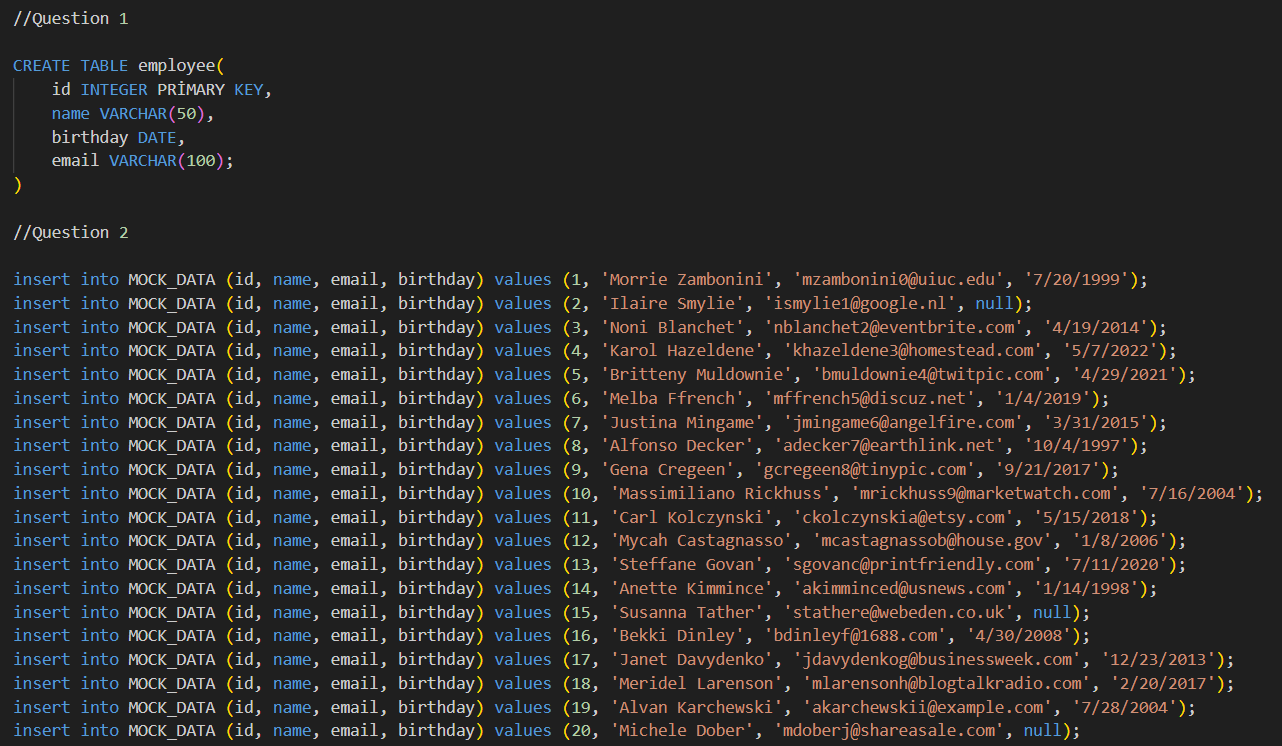 //Question 1
CREATE TABLE employee(
id INTEGER PRİMARY KEY,
name VARCHAR(50),
birthday DATE,
email VARCHAR(100);
)
//Question 2
insert into MOCK_DATA (id, name, email, birthday) values (1, 'Morrie Zambonini', 'mzambonini0@uiuc.edu', '7/20/1999');
insert into MOCK_DATA (id, name, email, birthday) values (2, 'Ilaire Smylie', 'ismylie1@google.nl', null);
insert into MOCK_DATA (id, name, email, birthday) values (3, 'Noni Blanchet', 'nblanchet2@eventbrite.com', '4/19/2014');
insert into MOCK_DATA (id, name, email, birthday) values (4, 'Karol Hazeldene', 'khazeldene3@homestead.com', '5/7/2022');
insert into MOCK_DATA (id, name, email, birthday) values (5, 'Britteny Muldownie', 'bmuldownie4@twitpic.com', '4/29/2021');
insert into MOCK_DATA (id, name, email, birthday) values (6, 'Melba Ffrench', 'mffrench5@discuz.net', '1/4/2019');
insert into MOCK_DATA (id, name, email, birthday) values (7, 'Justina Mingame', 'jmingame6@angelfire.com', '3/31/2015');
insert into MOCK_DATA (id, name, email, birthday) values (8, 'Alfonso Decker', 'adecker7@earthlink.net', '10/4/1997');
insert into MOCK_DATA (id, name, email, birthday) values (9, 'Gena Cregeen', 'gcregeen8@tinypic.com', '9/21/2017');
insert into MOCK_DATA (id, name, email, birthday) values (10, 'Massimiliano Rickhuss', 'mrickhuss9@marketwatch.com', '7/16/2004');
insert into MOCK_DATA (id, name, email, birthday) values (11, 'Carl Kolczynski', 'ckolczynskia@etsy.com', '5/15/2018');
insert into MOCK_DATA (id, name, email, birthday) values (12, 'Mycah Castagnasso', 'mcastagnassob@house.gov', '1/8/2006');
insert into MOCK_DATA (id, name, email, birthday) values (13, 'Steffane Govan', 'sgovanc@printfriendly.com', '7/11/2020');
insert into MOCK_DATA (id, name, email, birthday) values (14, 'Anette Kimmince', 'akimminced@usnews.com', '1/14/1998');
insert into MOCK_DATA (id, name, email, birthday) values (15, 'Susanna Tather', 'stathere@webeden.co.uk', null);
insert into MOCK_DATA (id, name, email, birthday) values (16, 'Bekki Dinley', 'bdinleyf@1688.com', '4/30/2008');
insert into MOCK_DATA (id, name, email, birthday) values (17, 'Janet Davydenko', 'jdavydenkog@businessweek.com', '12/23/2013');
insert into MOCK_DATA (id, name, email, birthday) values (18, 'Meridel Larenson', 'mlarensonh@blogtalkradio.com', '2/20/2017');
insert into MOCK_DATA (id, name, email, birthday) values (19, 'Alvan Karchewski', 'akarchewskii@example.com', '7/28/2004');
insert into MOCK_DATA (id, name, email, birthday) values (20, 'Michele Dober', 'mdoberj@shareasale.com', null);